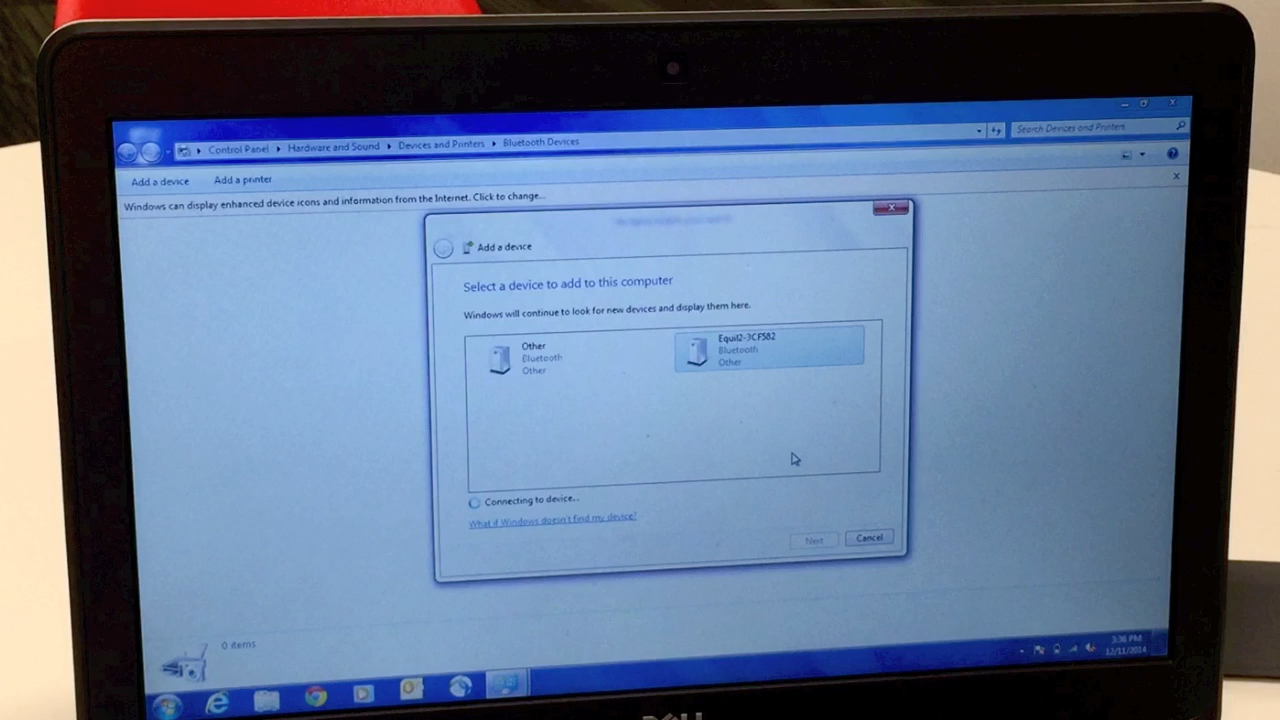 Control Panel Hardware and Sound Devices and Printers Bluetooth Devices
Search Devices and Printers
Add a device Add a printer
Windows can display enhanced device icons and information from the Internet. Click to change...
Add a device
Select a device to add to this computer
Windows will continue to look for new devices and display them here.
Other
Bluetooth
Other
Equil2-3CF582
Bluetooth
Other
Connecting to device...
What if Windows doesn't find my device?
Next Cancel
0 items
3:36 PM
12/11/2014
DELL